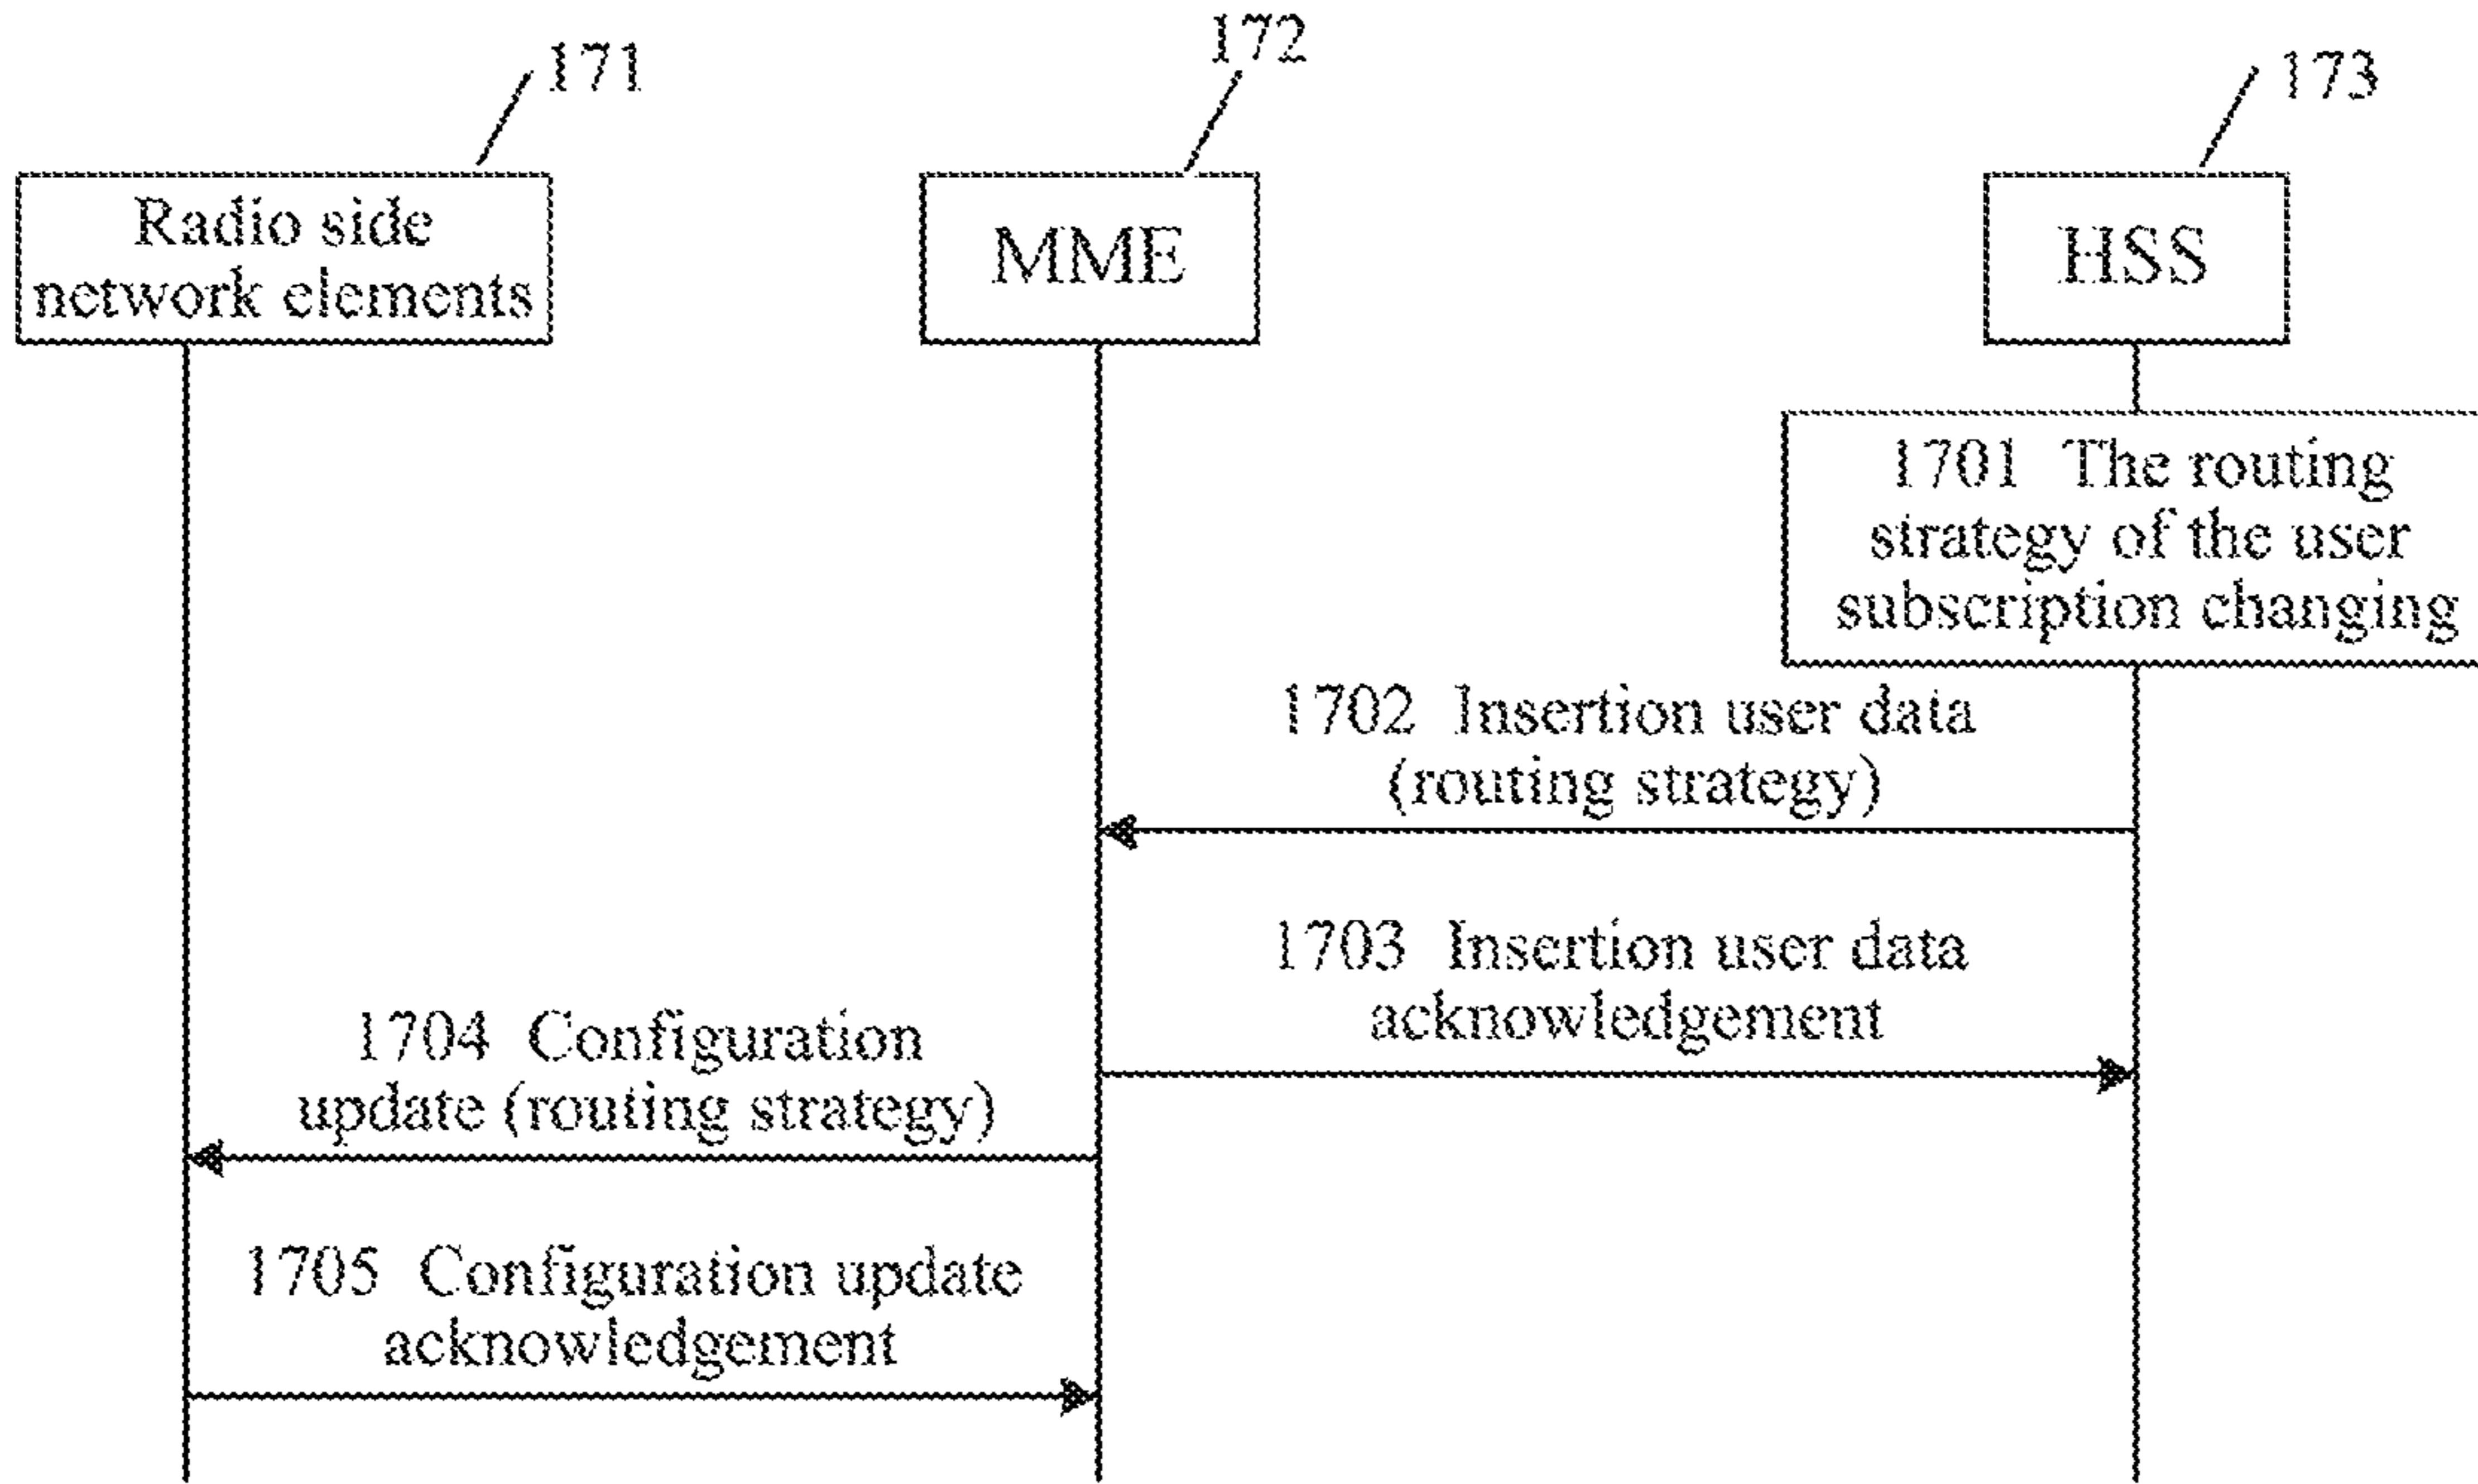 171
172
173
Radio side
network elements
MME
HSS
1701 The routing
strategy of the user
subscription changing
1702 Insertion user data
(routing strategy)
1703 Insertion user data
acknowledgement
1704 Configuration
update (routing strategy)
1705 Configuration update
acknowledgement